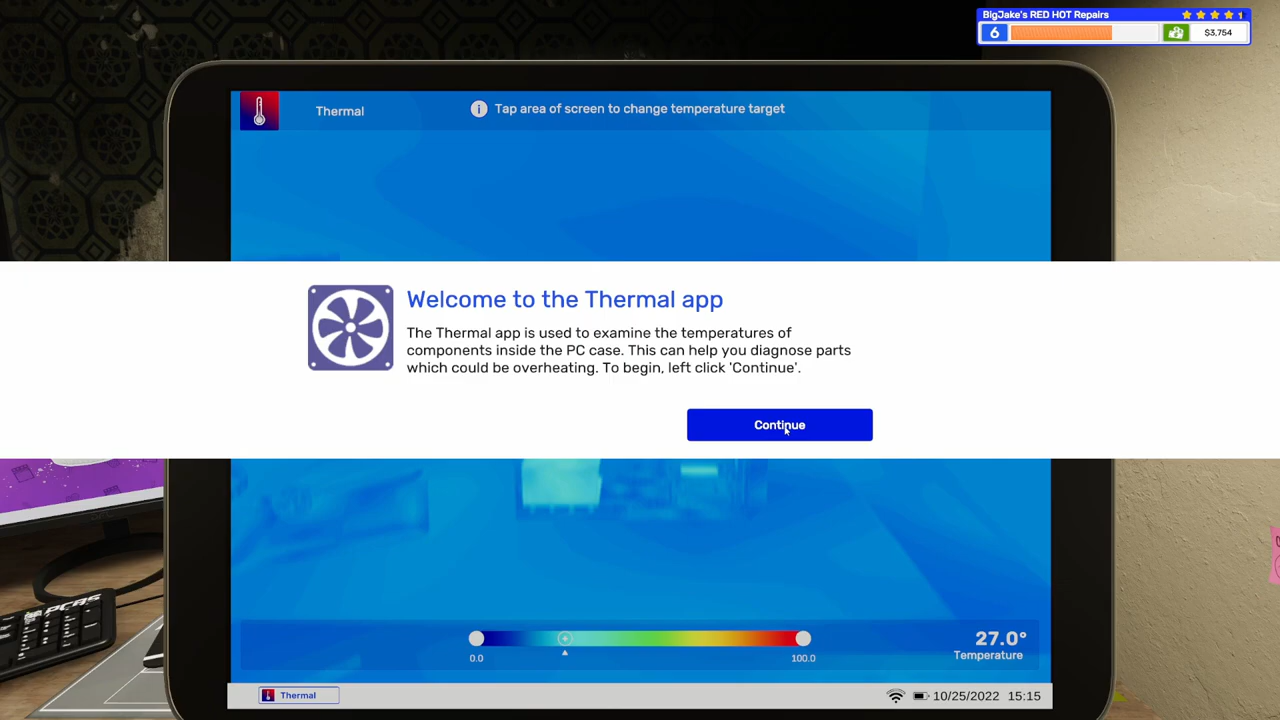 BigJake's RED HOT Repairs
6
$3,754
Thermal
Tap area of screen to change temperature target
Welcome to the Thermal app
The Thermal app is used to examine the temperatures of
components inside the PC case. This can help you diagnose parts
which could be overheating. To begin, left click 'Continue'.
Continue
PCBS
27.0°
0.0
100.0
Temperature
Thermal
10/25/2022 15:15